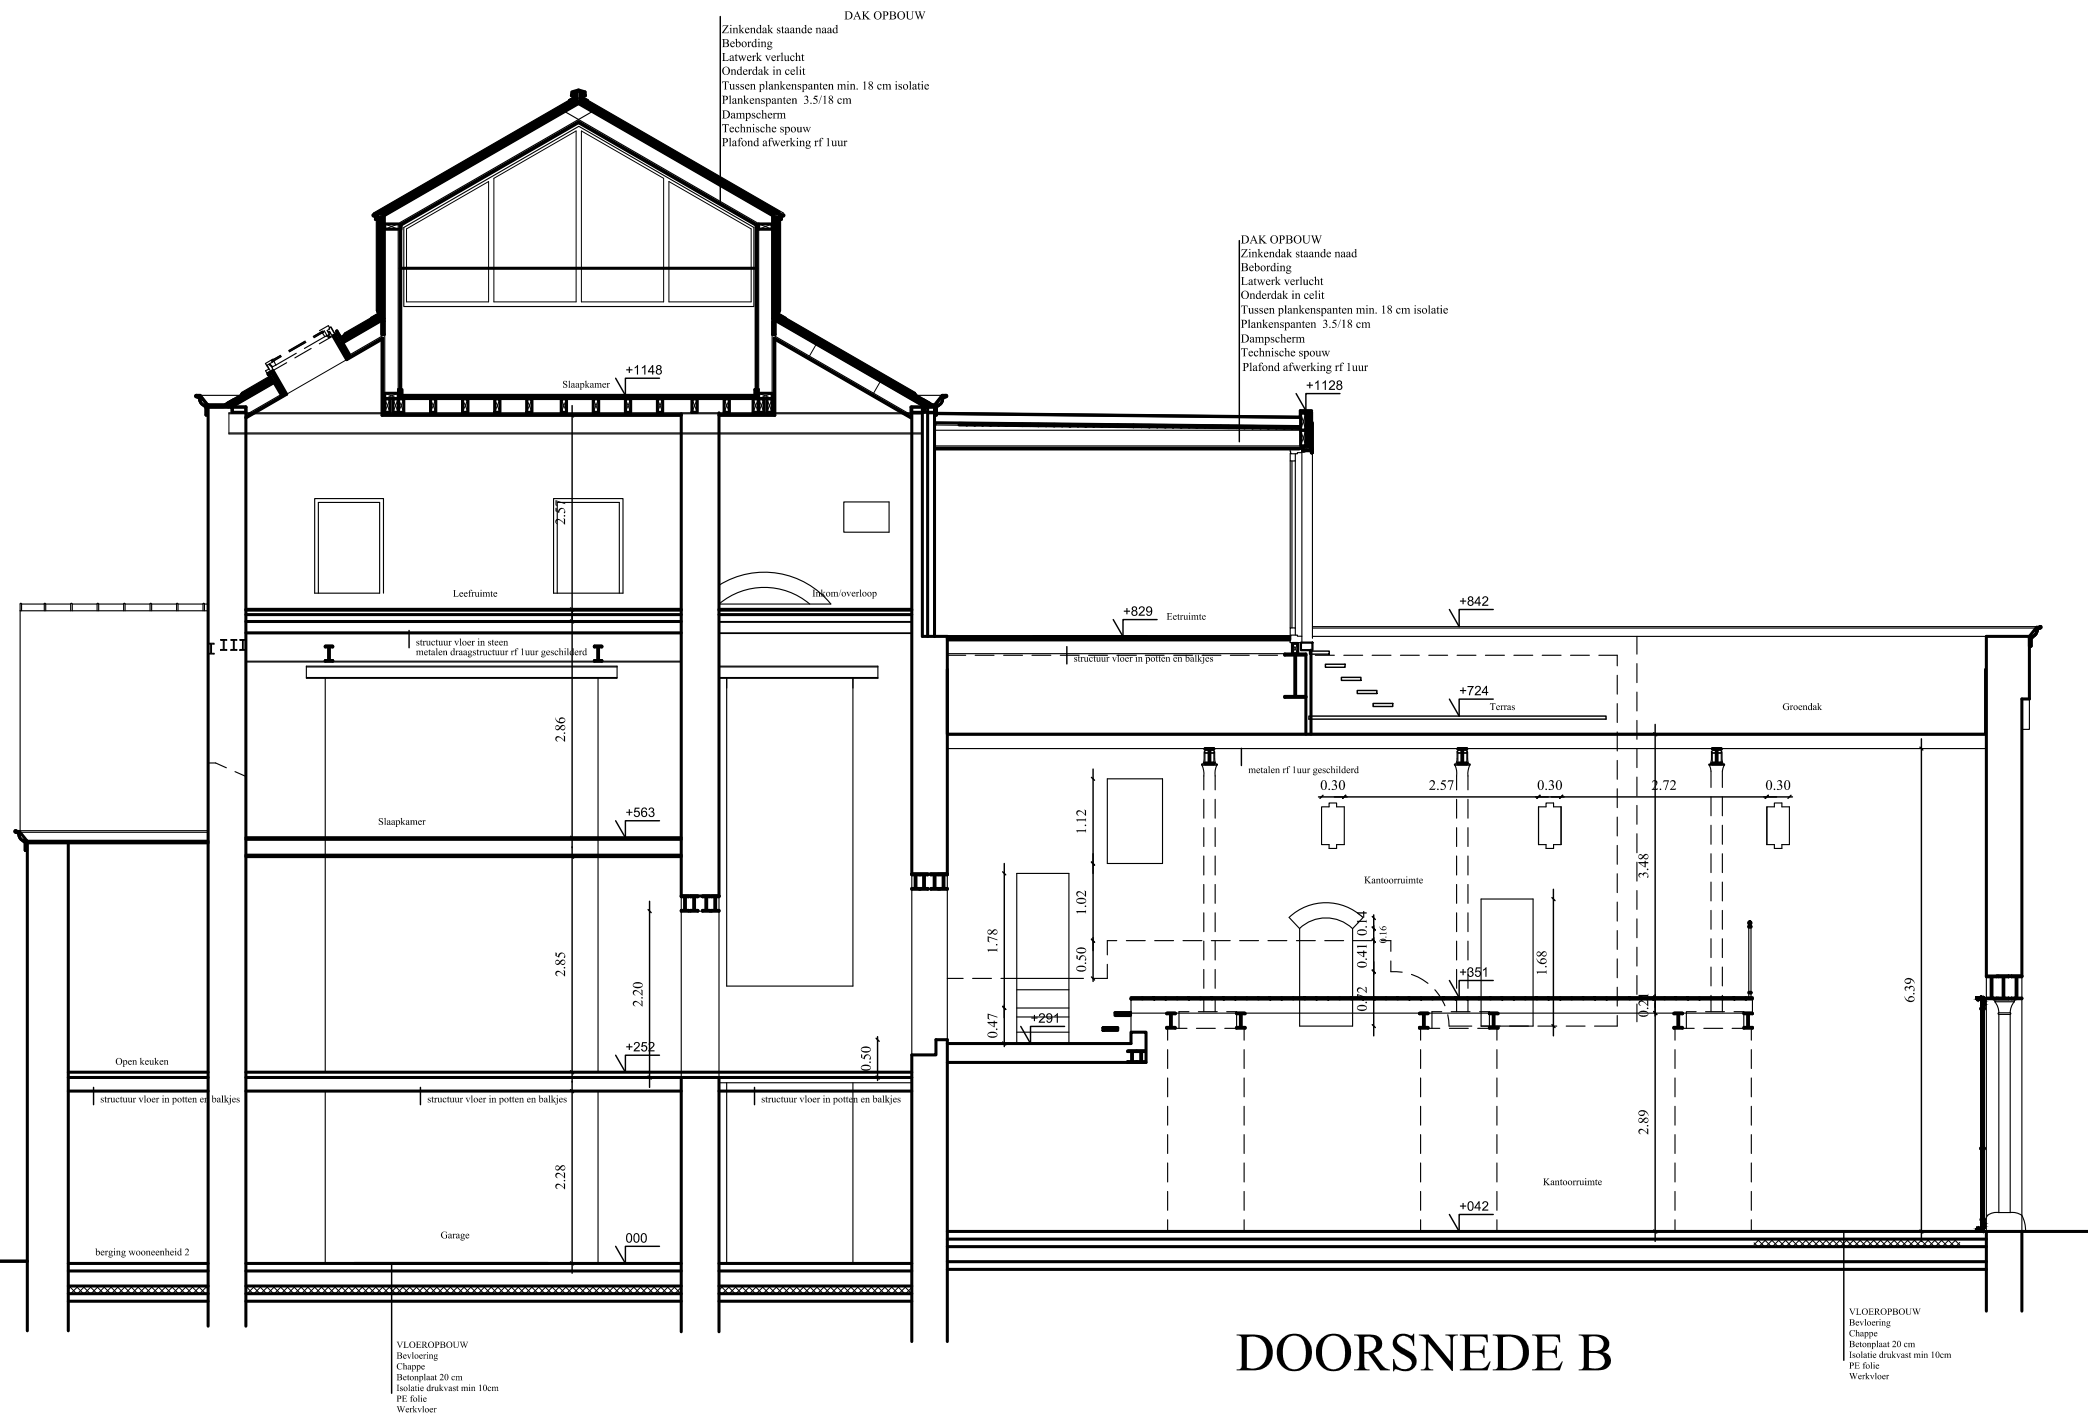 DAK OPBOUW
Zinkendak staande naad
Bebording
Latwerk verlucht
Onderdak in celit
Tussen plankenspanten min. 18 cm isolatie
Plankenspanten 3.5/18 cm
Dampscherm
Technische spouw
Plafond afwerking rf 1uur
DAK OPBOUW
Zinkendak staande naad
Bebording
Latwerk verlucht
Onderdak in celit
Tussen plankenspanten min. 18 cm isolatie
Plankenspanten 3.5/18 cm
Dampscherm
Technische spouw
Plafond afwerking rf 1uur
+1128
+1148
Slaapkamer
2.57
Leefruimte
Inkom/overloop
+829
Eetruimte
+842
structuur vloer in steen
metalen draagstructuur rf 1uur geschilderd
structuur vloer in potten en balkjes
+724
Terras
Groendak
2.86
metalen rf 1uur geschilderd
0.30
2.57
0.30
2.72
0.30
+563
Slaapkamer
1.12
3.48
Kantoorruimte
1.02
1.78
0.50
0.14
0.16
0.41
1.68
+351
0.72
0.21
6.39
2.85
2.20
0.47
+291
+252
0.50
Open keuken
structuur vloer in potten en balkjes
structuur vloer in potten en balkjes
structuur vloer in potten en balkjes
2.89
2.28
Kantoorruimte
+042
Garage
000
berging wooneenheid 2
VLOEROPBOUW
Bevloering
Chappe
Betonplaat 20 cm
Isolatie drukvast min 10cm
PE folie
Werkvloer
DOORSNEDE B
VLOEROPBOUW
Bevloering
Chappe
Betonplaat 20 cm
Isolatie drukvast min 10cm
PE folie
Werkvloer